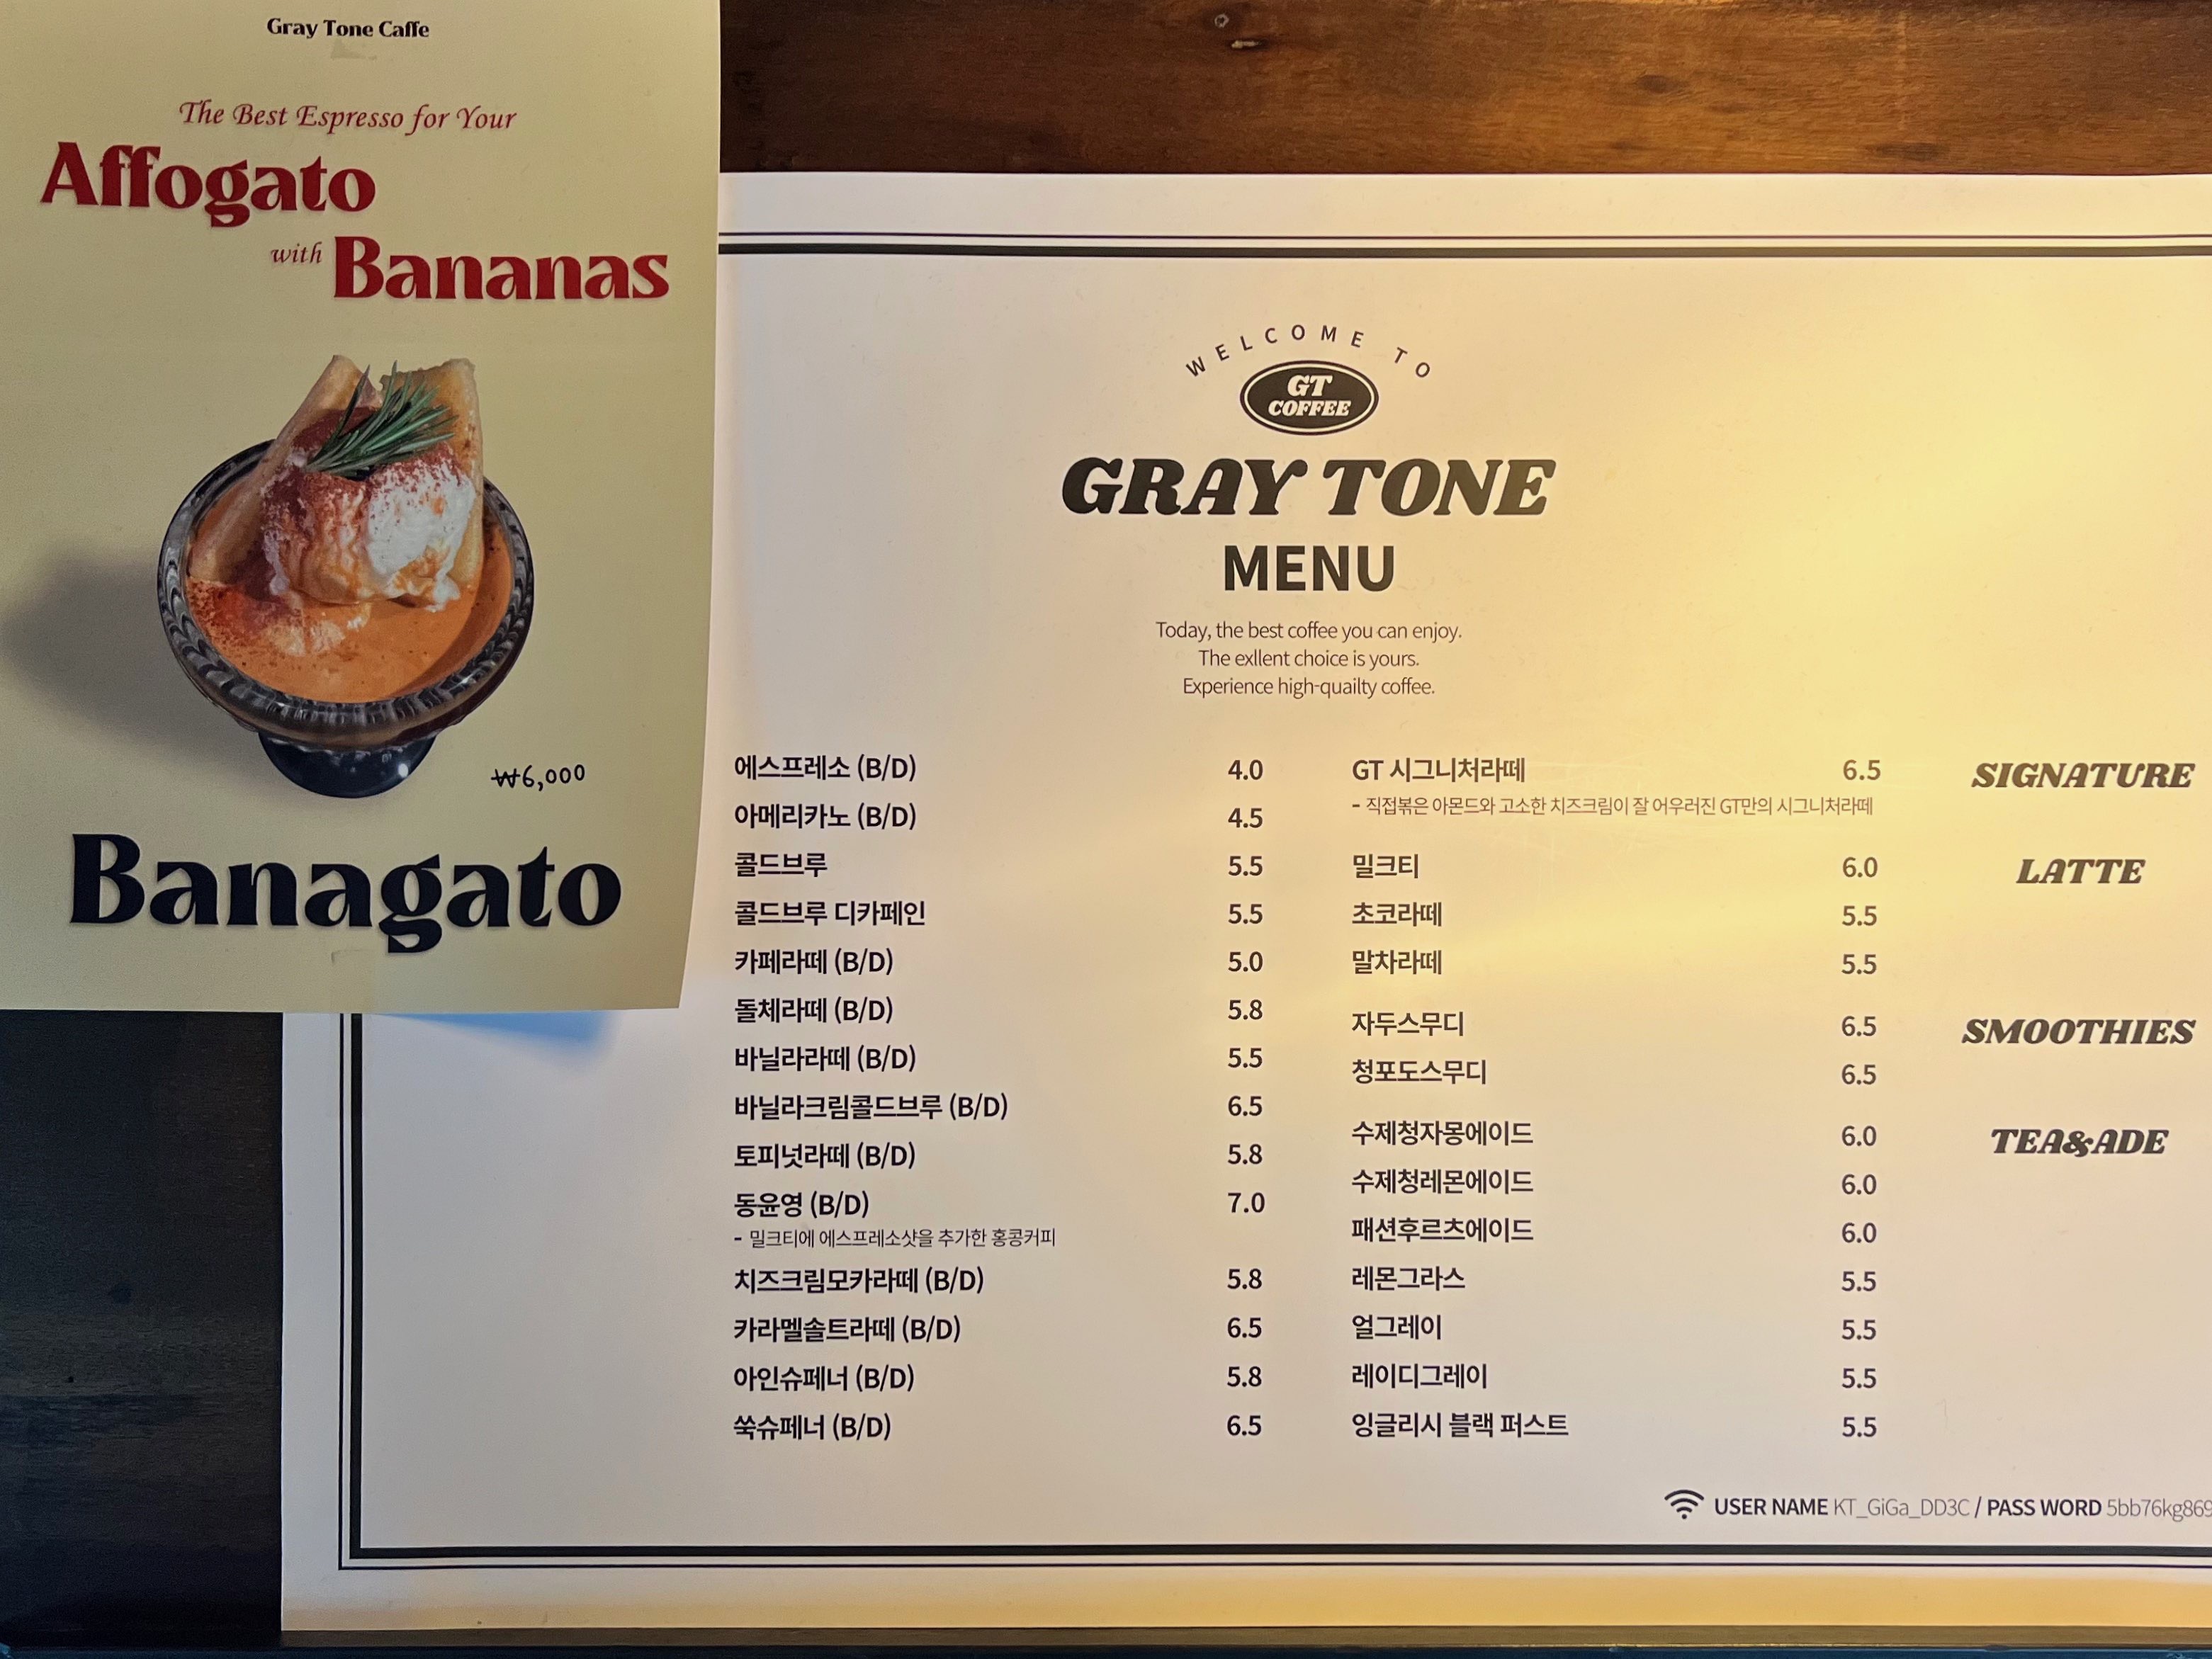 Gray Tone Caffe
The Best Espresso for Your
Affogato
with Bananas
₩6,000
Banagato
WELCOME TO
GT
COFFEE
GRAY TONE
MENU
Today, the best coffee you can enjoy.
The exllent choice is yours.
Experience high-quailty coffee.
에스프레소 (B/D) 4.0
아메리카노 (B/D) 4.5
콜드브루 5.5
콜드브루 디카페인 5.5
카페라떼 (B/D) 5.0
돌체라떼 (B/D) 5.8
바닐라라떼 (B/D) 5.5
바닐라크림콜드브루 (B/D) 6.5
토피넛라떼 (B/D) 5.8
동윤영 (B/D) 7.0
- 밀크티에 에스프레소샷을 추가한 홍콩커피
치즈크림모카라떼 (B/D) 5.8
카라멜솔트라떼 (B/D) 6.5
아인슈페너 (B/D) 5.8
쑥슈페너 (B/D) 6.5
SIGNATURE
GT 시그니처라떼 6.5
- 직접볶은 아몬드와 고소한 치즈크림이 잘 어우러진 GT만의 시그니처라떼
LATTE
밀크티 6.0
초코라떼 5.5
말차라떼 5.5
SMOOTHIES
자두스무디 6.5
청포도스무디 6.5
TEA&ADE
수제청자몽에이드 6.0
수제청레몬에이드 6.0
패션후르츠에이드 6.0
레몬그라스 5.5
얼그레이 5.5
레이디그레이 5.5
잉글리시 블랙 퍼스트 5.5
USER NAME KT_GiGa_DD3C / PASS WORD 5bb76kg869